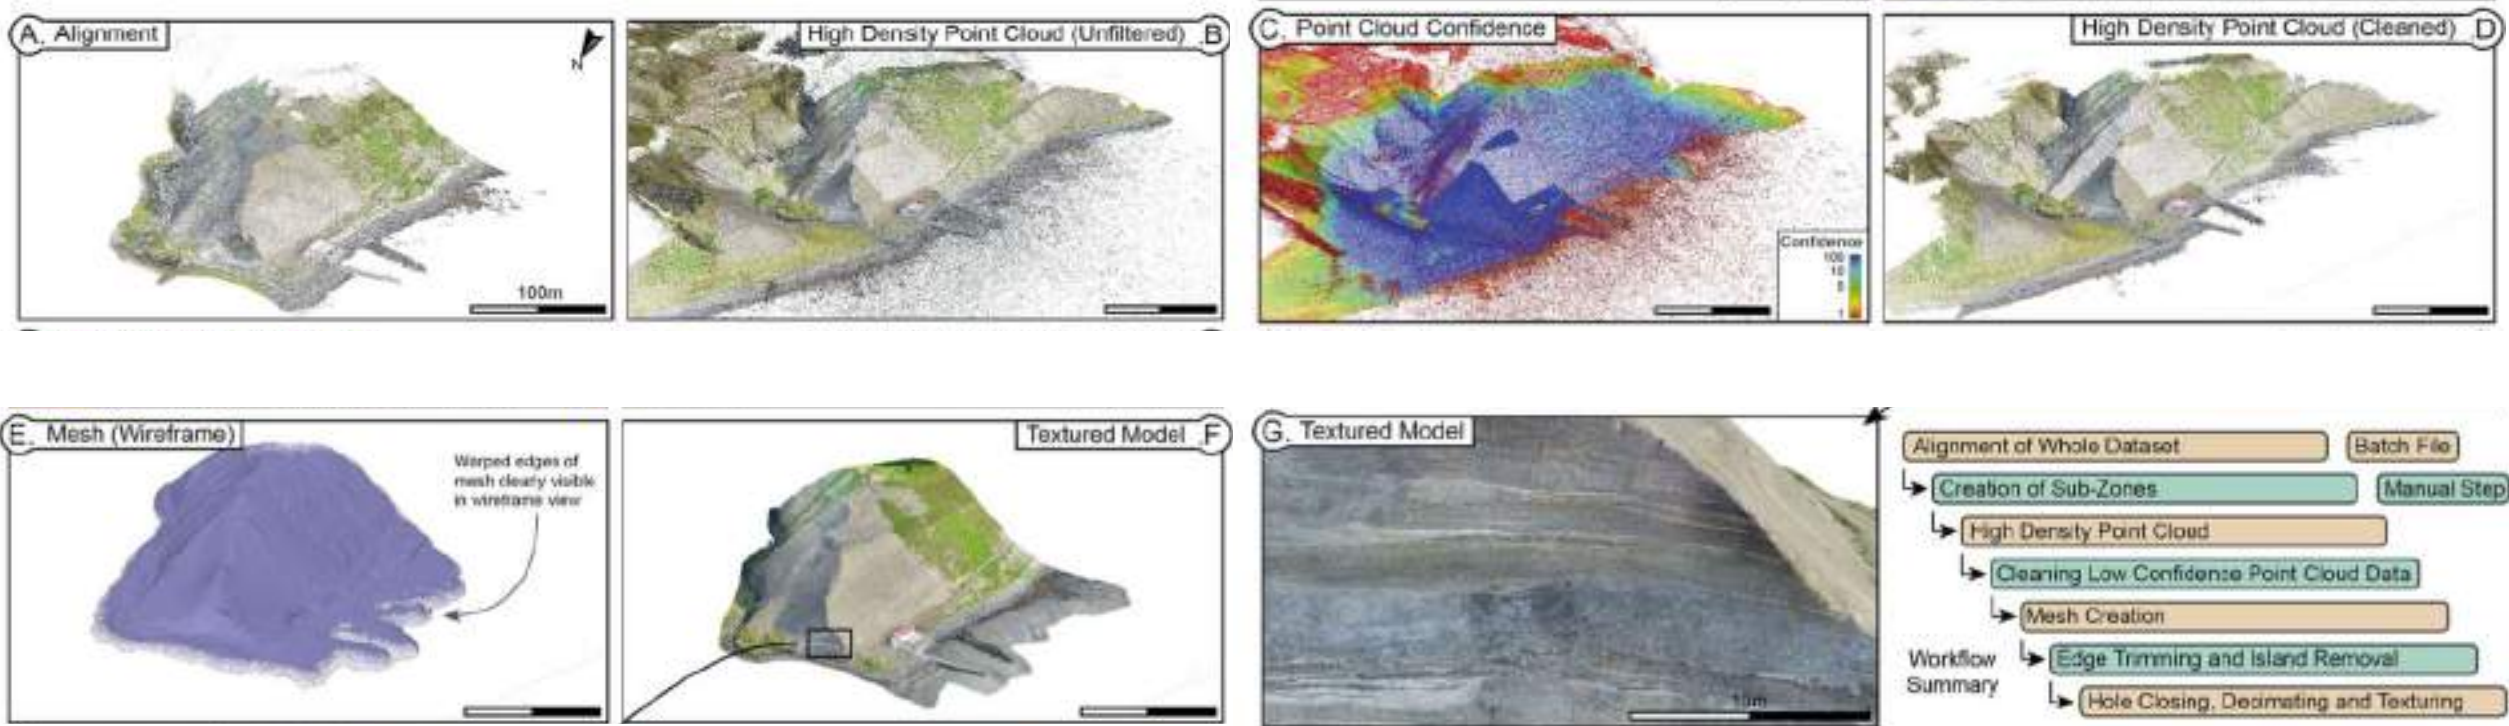 A. Alignment
N
100m
High Density Point Cloud (Unfiltered) .B
C. Point Cloud Confidence
Confidence
100
10
5
1
High Density Point Cloud (Cleaned) .D
E. Mesh (Wireframe)
Warped edges of
mesh clearly visible
in wireframe view
Textured Model .F
G. Textured Model
Alignment of Whole Dataset
Batch File
Creation of Sub-Zones
Manual Step
High Density Point Cloud
Cleaning Low Confidence Point Cloud Data
Mesh Creation
Edge Trimming and Island Removal
Hole Closing, Decimating and Texturing
Workflow
Summary